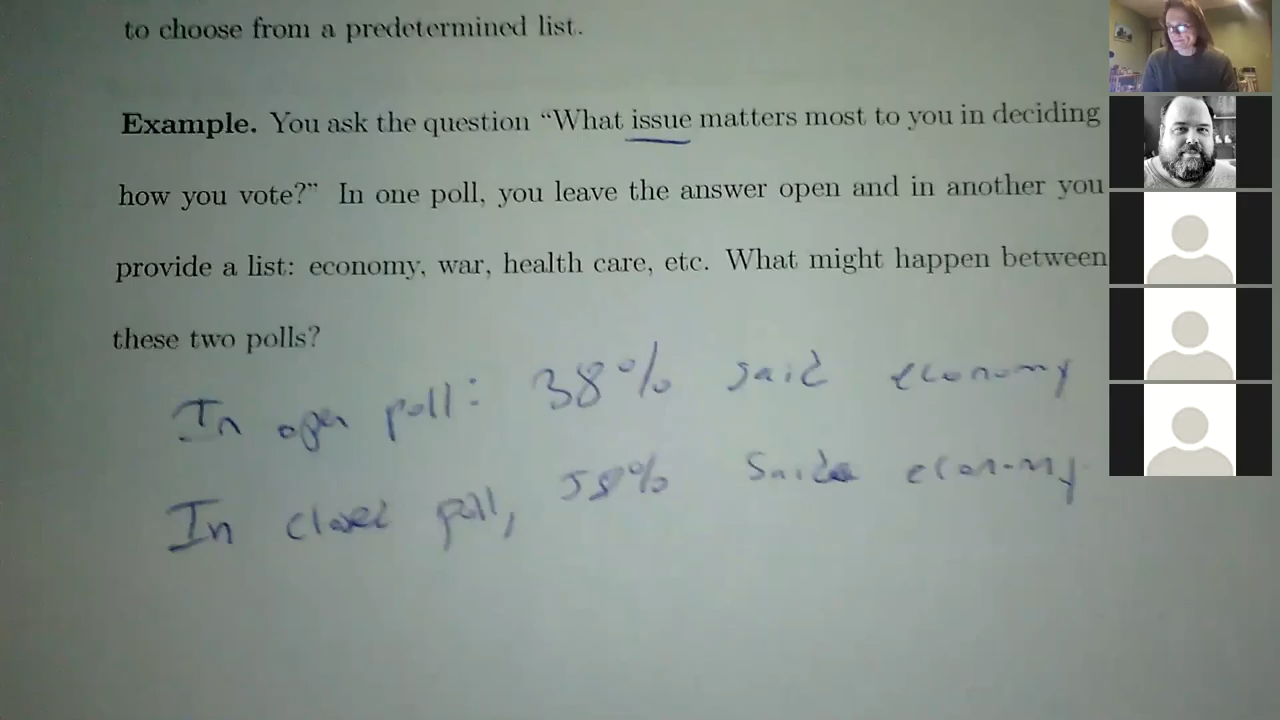 to choose from a predetermined list.
Example. You ask the question “What issue matters most to you in deciding
how you vote?” In one poll, you leave the answer open and in another you
provide a list: economy, war, health care, etc. What might happen between
these two polls?
In open poll: 38% said economy
In closed poll, 58% said economy